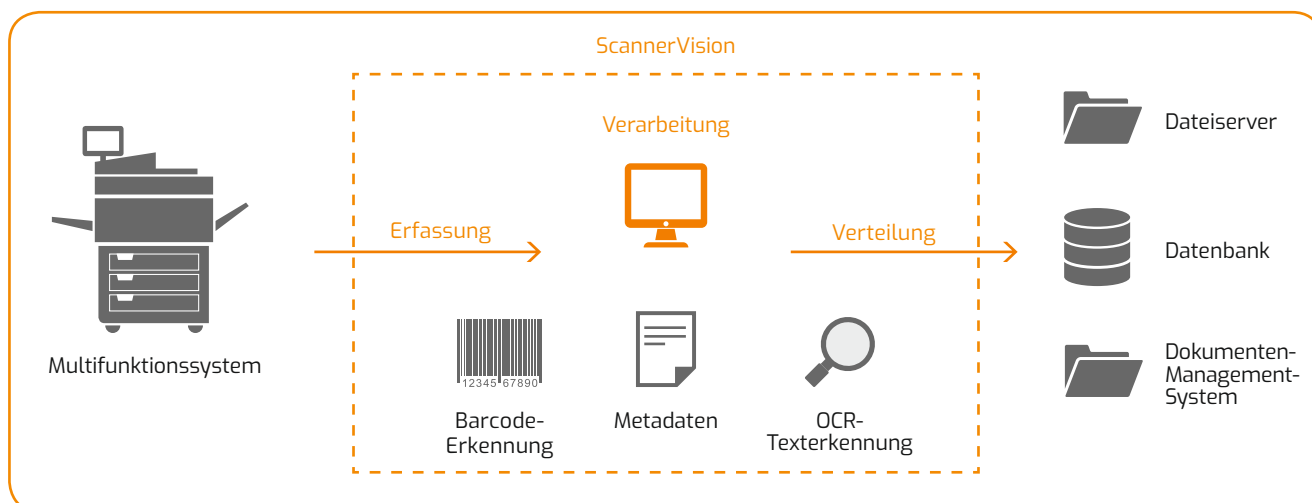 ScannerVision
Verarbeitung
Erfassung
Verteilung
Multifunktionssystem
12345 67890
Barcode-
Erkennung
Metadaten
OCR-
Texterkennung
Dateiserver
Datenbank
Dokumenten-
Management-
System